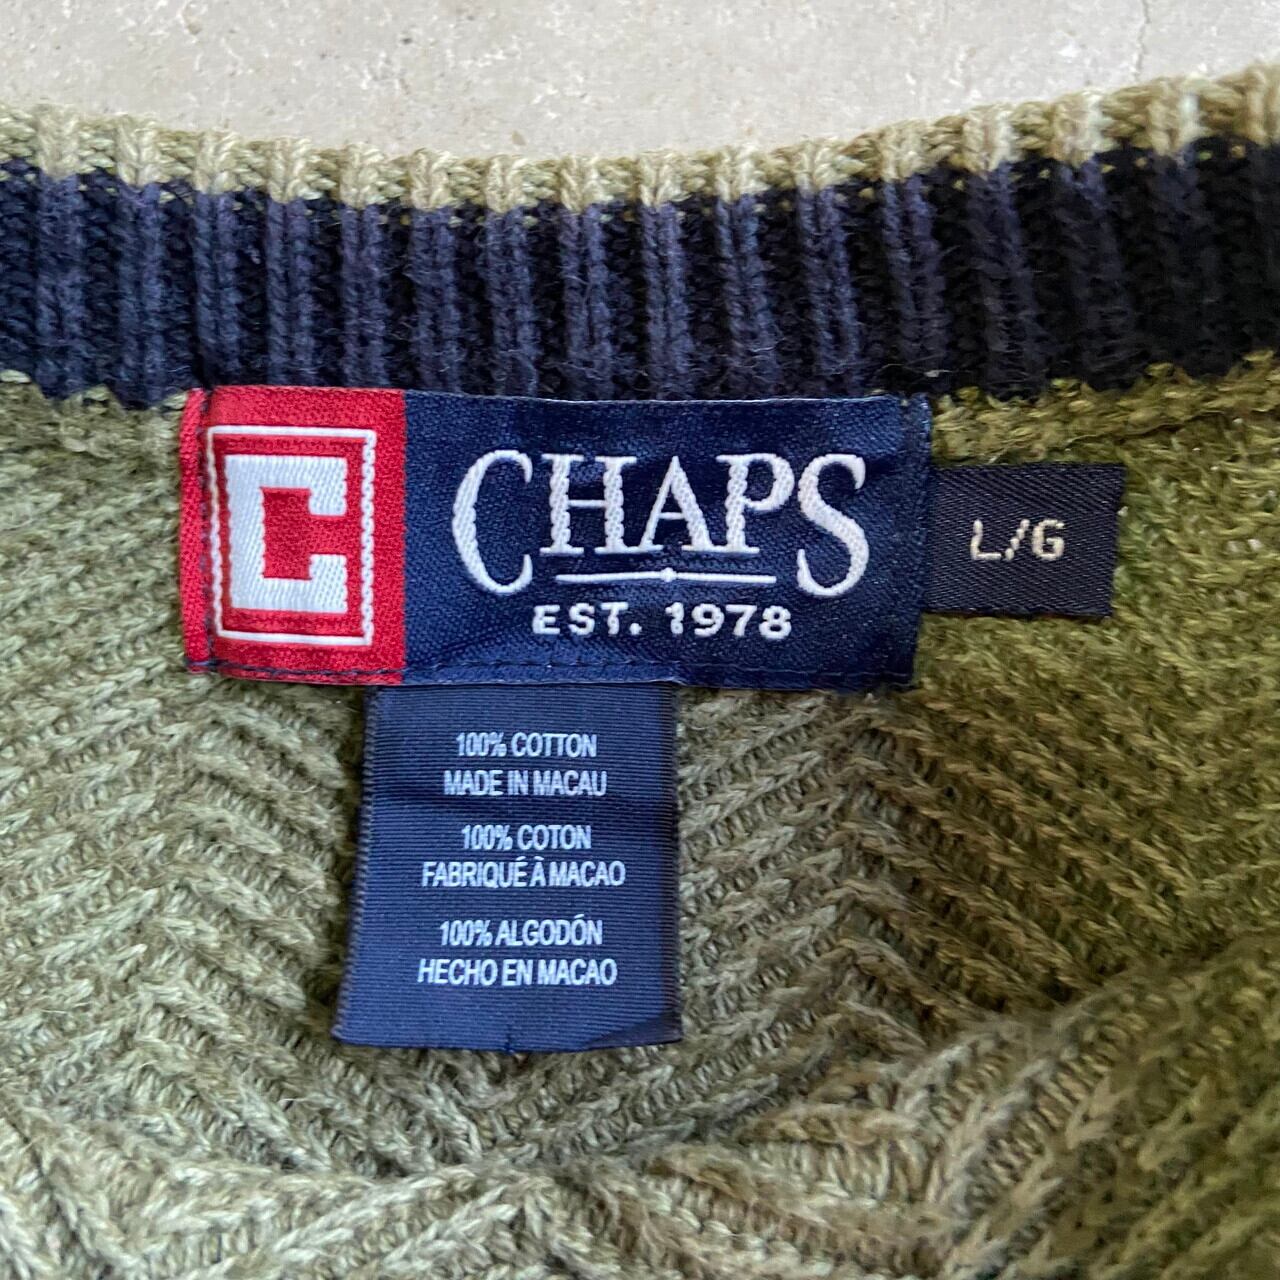 C
CHAPS
EST. 1978
L/G
100% COTTON
MADE IN MACAU
100% COTON
FABRIQUÉ À MACAO
100% ALGODÓN
HECHO EN MACAO